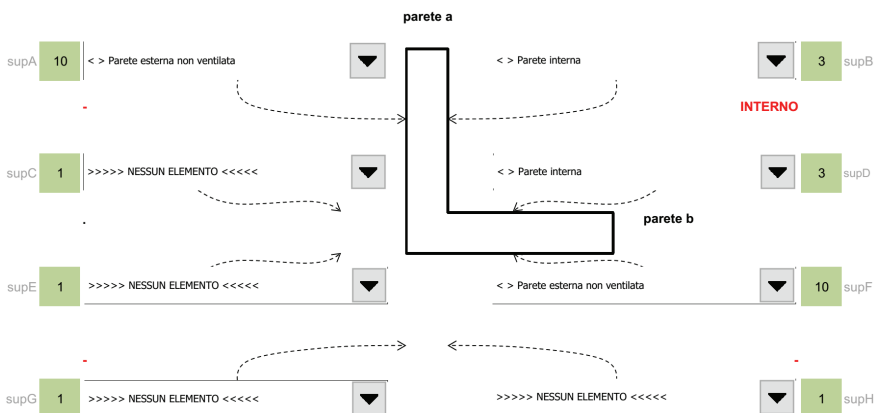 parete a
supA 10 < > Parete esterna non ventilata
< > Parete interna 3 supB
-
INTERNO
supC 1 >>>>> NESSUN ELEMENTO <<<<<
< > Parete interna 3 supD
-
parete b
supE 1 >>>>> NESSUN ELEMENTO <<<<<
< > Parete esterna non ventilata 10 supF
-
-
supG 1 >>>>> NESSUN ELEMENTO <<<<<
>>>>> NESSUN ELEMENTO <<<<< 1 supH